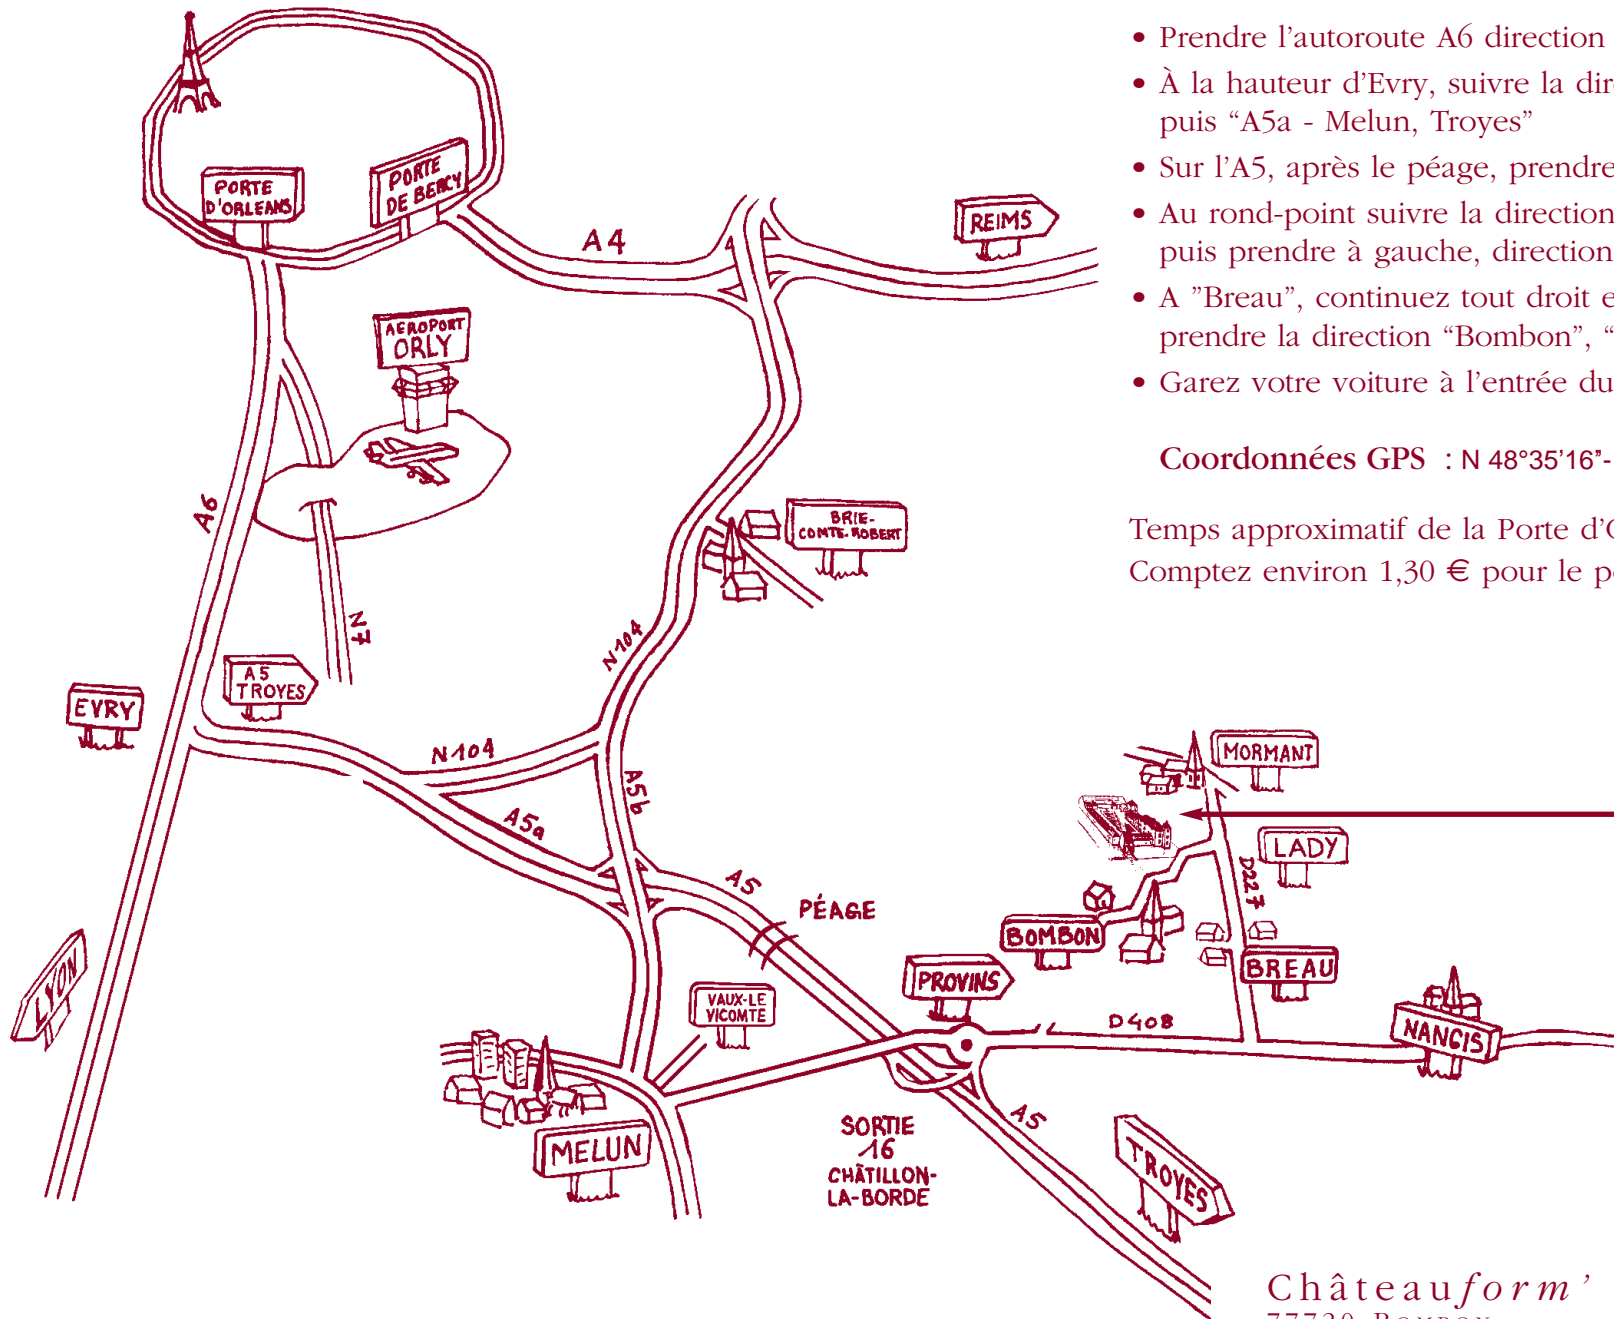 • Prendre l'autoroute A6 direction
• À la hauteur d'Evry, suivre la
puis “A5a - Melun, Troyes”
• Sur l'A5, après le péage, prendre
• Au rond-point suivre la direction
puis prendre à gauche, direction
• A ”Breau”, continuez tout droit
prendre la direction “Bombon”, “
• Garez votre voiture à l'entrée du
Coordonnées GPS : N 48°35'16"-
Temps approximatif de la Porte
Comptez environ 1,30 € pour le
PORTE
D'ORLEANS
PORTE
DE BERCY
A4
REIMS
AEROPORT
ORLY
A6
N7
BRIE-
COMTE-ROBERT
N104
A5
TROYES
EVRY
N104
A5b
A5a
A5
PÉAGE
MORMANT
LADY
D227
BOMBON
BREAU
PROVINS
LYON
VAUX-LE
VICOMTE
D408
NANGIS
MELUN
SORTIE
16
CHÂTILLON-
LA-BORDE
A5
TROYES
Châteauform'
77720 BOMBON